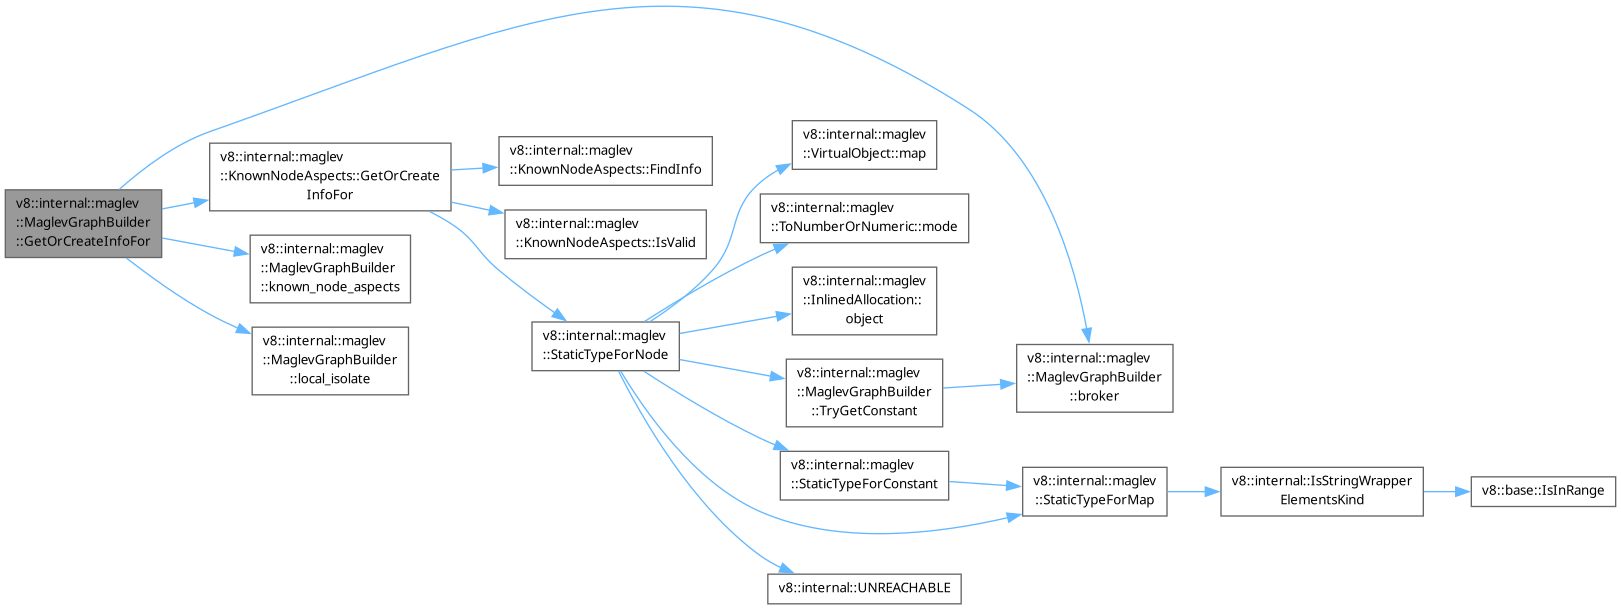 v8::internal::maglev
::MaglevGraphBuilder
::GetOrCreateInfoFor
v8::internal::maglev
::KnownNodeAspects::GetOrCreate
InfoFor
v8::internal::maglev
::MaglevGraphBuilder
::known_node_aspects
v8::internal::maglev
::MaglevGraphBuilder
::local_isolate
v8::internal::maglev
::KnownNodeAspects::FindInfo
v8::internal::maglev
::KnownNodeAspects::IsValid
v8::internal::maglev
::StaticTypeForNode
v8::internal::maglev
::VirtualObject::map
v8::internal::maglev
::ToNumberOrNumeric::mode
v8::internal::maglev
::InlinedAllocation::
object
v8::internal::maglev
::MaglevGraphBuilder
::TryGetConstant
v8::internal::maglev
::StaticTypeForConstant
v8::internal::UNREACHABLE
v8::internal::maglev
::MaglevGraphBuilder
::broker
v8::internal::maglev
::StaticTypeForMap
v8::internal::IsStringWrapper
ElementsKind
v8::base::IsInRange